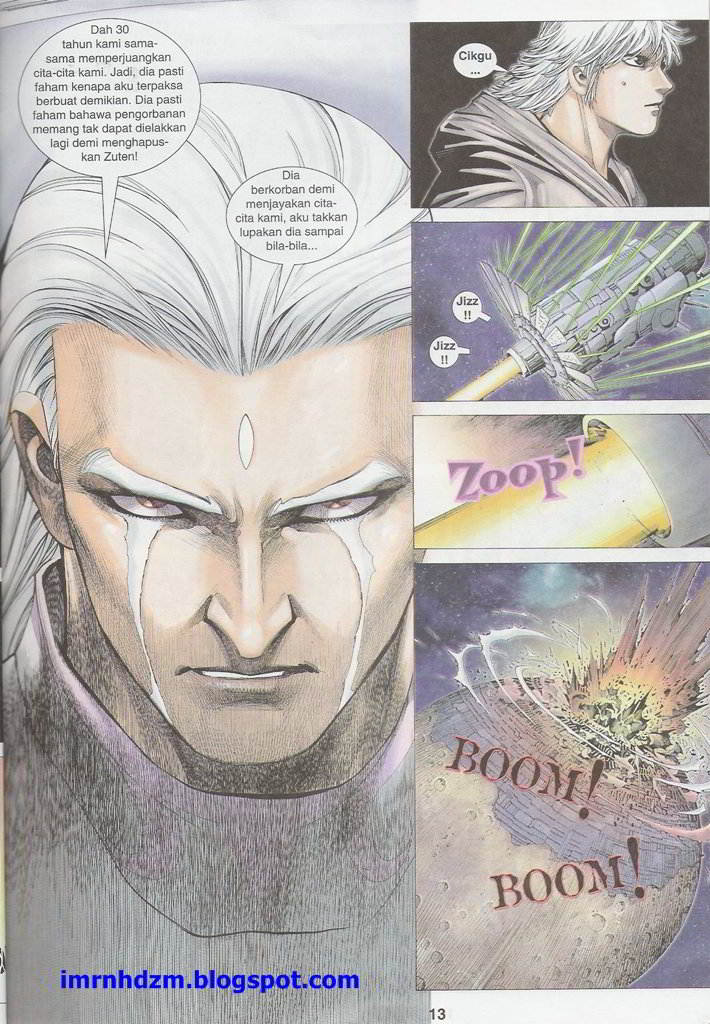 Dah 30
tahun kami sama-
sama memperjuangkan
cita-cita kami. Jadi, dia pasti
faham kenapa aku terpaksa
berbuat demikian. Dia pasti
faham bahawa pengorbanan
memang tak dapat dielakkan
lagi demi menghapus-
kan Zuten!
Dia
berkorban demi
menjayakan cita-
cita kami, aku takkan
lupakan dia sampai
bila-bila...
Cikgu
...
Jizz
!!
Jizz
!!
Zoop!
BOOM!
BOOM!
imrnhdzm.blogspot.com
13